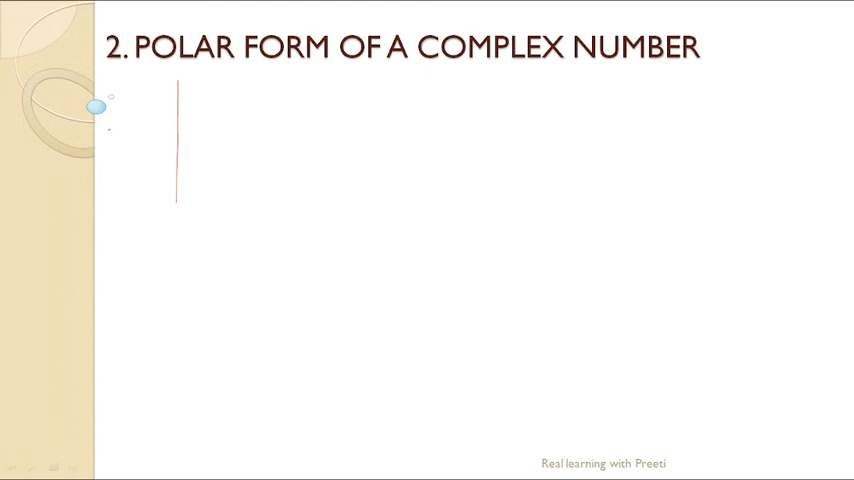 2. POLAR FORM OF A COMPLEX NUMBER
Real learning with Preeti